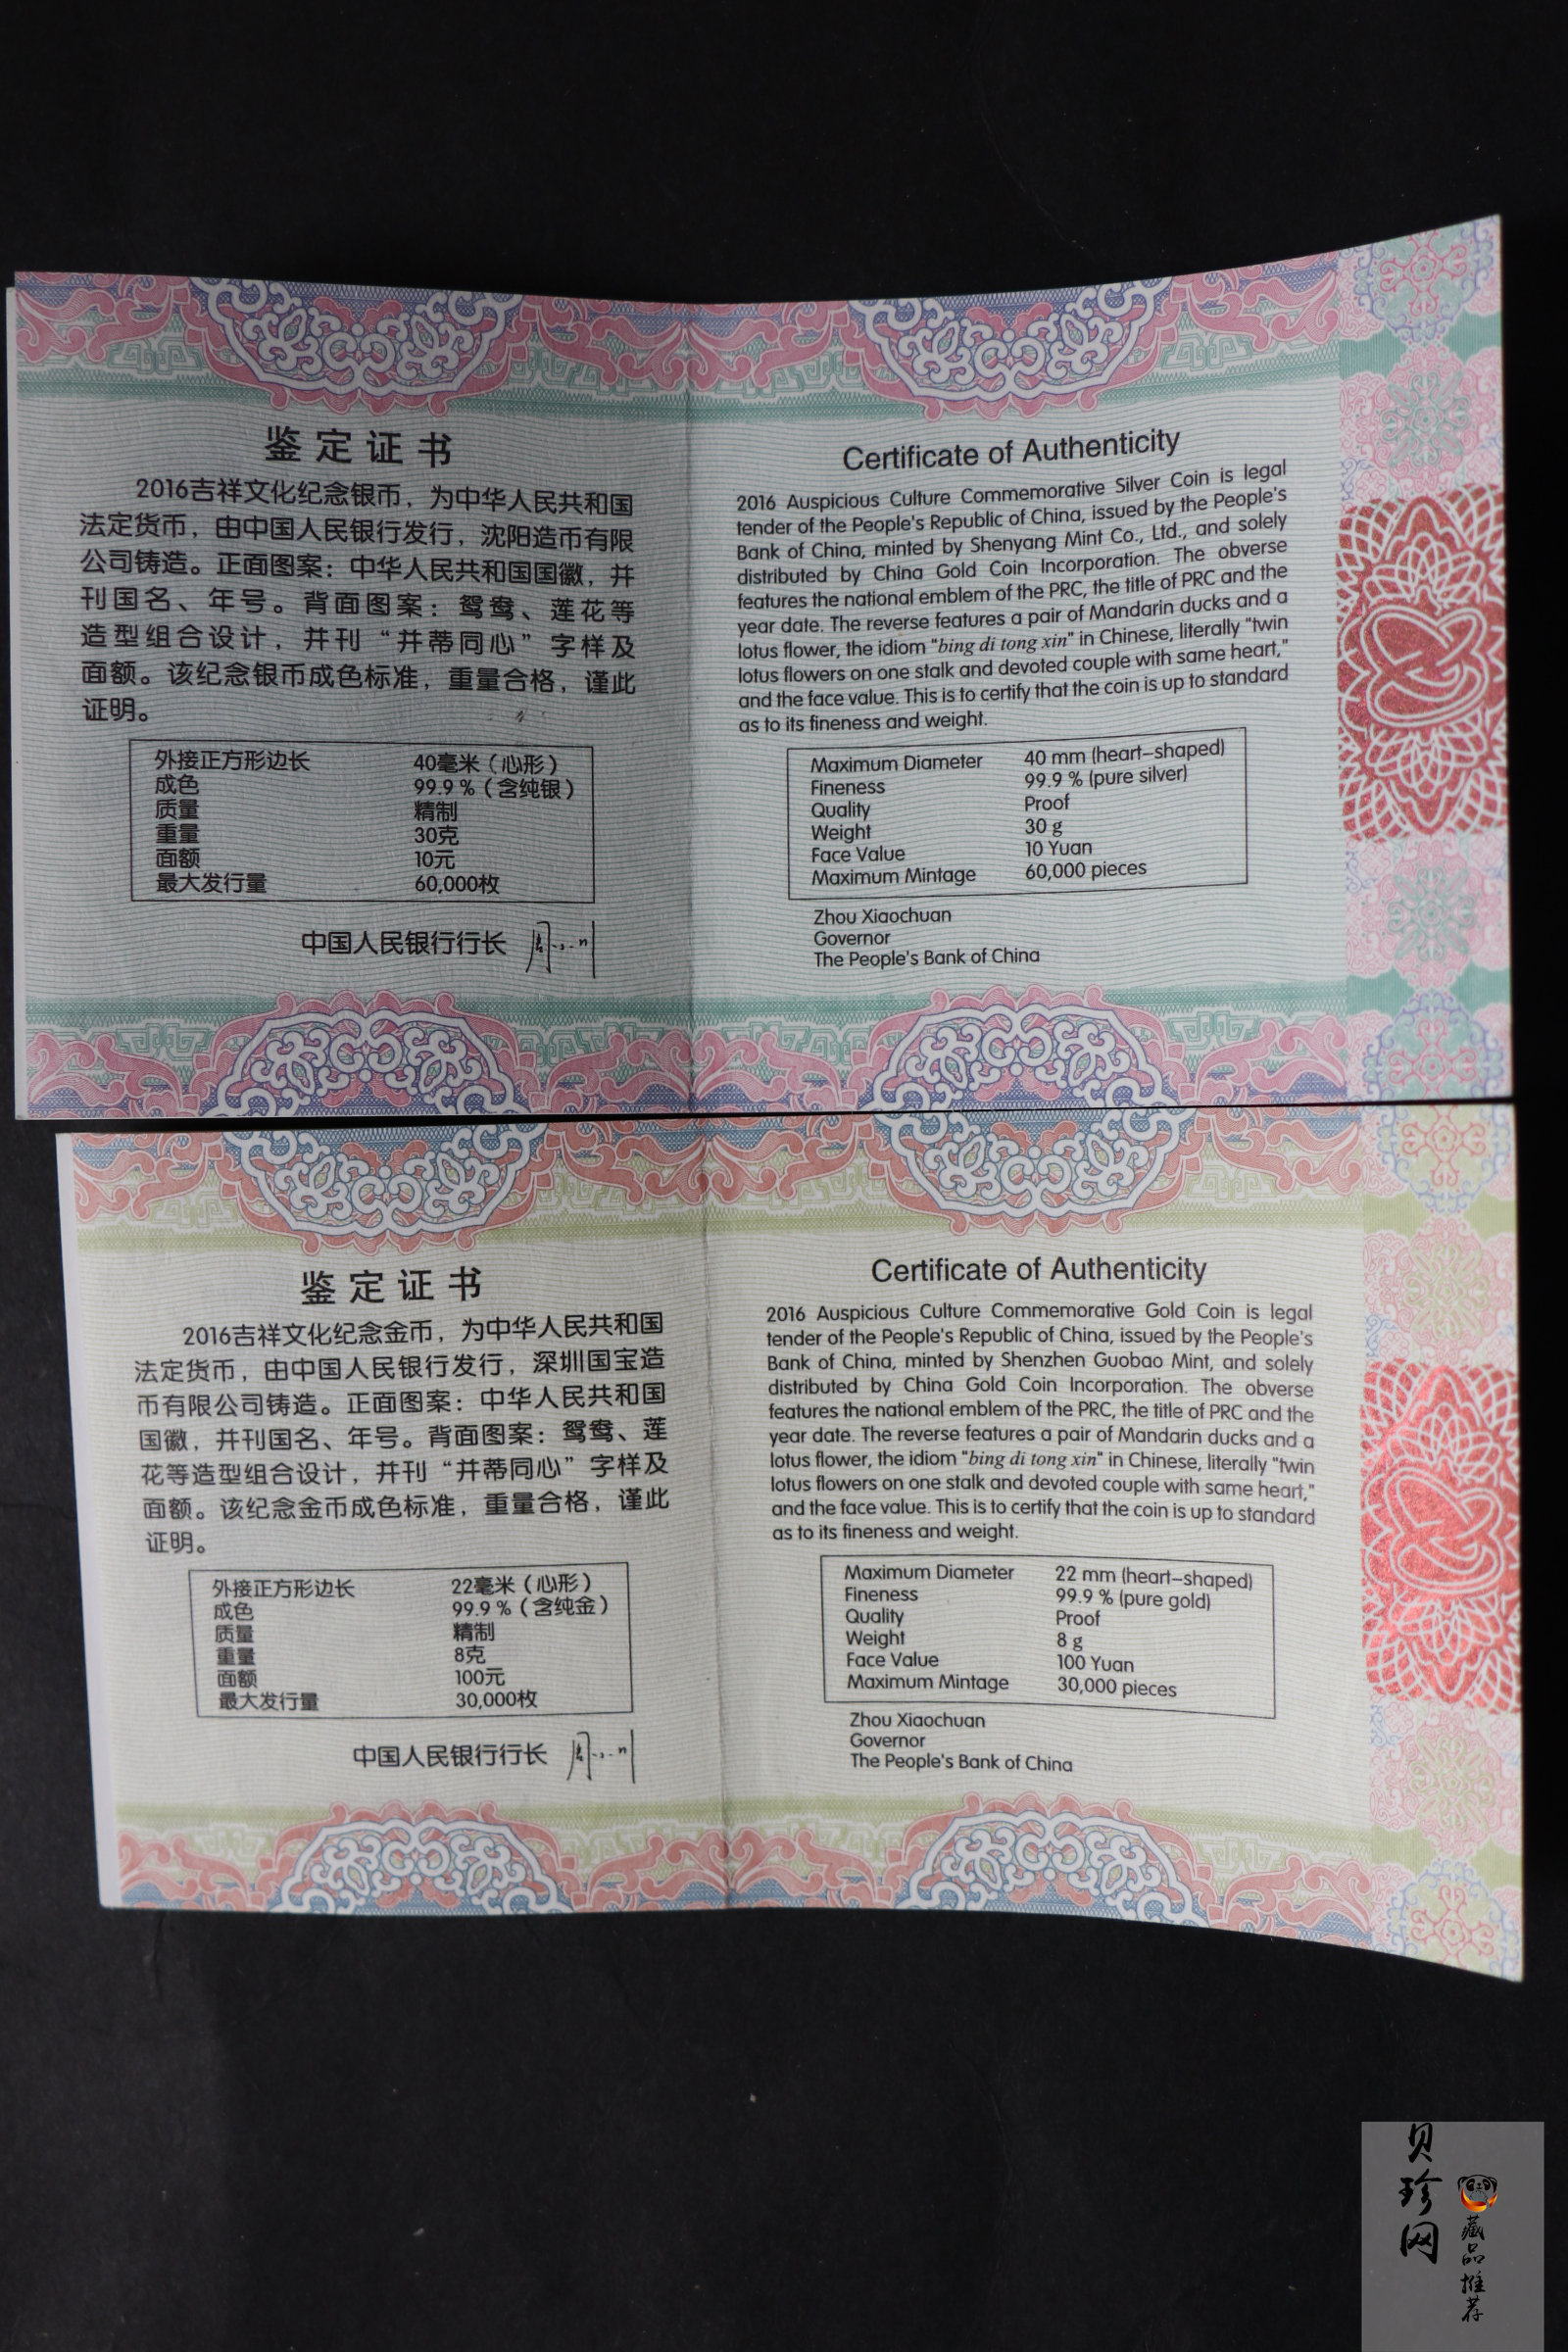 鉴定证书
2016吉祥文化纪念银币，为中华人民共和国
法定货币，由中国人民银行发行，沈阳造币有限
公司铸造。正面图案：中华人民共和国国徽，并
刊国名、年号。背面图案：鸳鸯、莲花等
造型组合设计，并刊“并蒂同心”字样及
面额。该纪念银币成色标准，重量合格，谨此
证明。
外接正方形边长 40毫米（心形）
成色 99.9％（含纯银）
质量 精制
重量 30克
面额 10元
最大发行量 60,000枚
中国人民银行行长
Certificate of Authenticity
2016 Auspicious Culture Commemorative Silver Coin is legal
tender of the People's Republic of China, issued by the People's
Bank of China, minted by Shenyang Mint Co., Ltd., and solely
distributed by China Gold Coin Incorporation. The obverse
features the national emblem of the PRC, the title of PRC and the
year date. The reverse features a pair of Mandarin ducks and a
lotus flower, the idiom "bing di tong xin" in Chinese, literally "twin
lotus flowers on one stalk and devoted couple with same heart,"
and the face value. This is to certify that the coin is up to standard
as to its fineness and weight.
Maximum Diameter 40 mm (heart-shaped)
Fineness 99.9 % (pure silver)
Quality Proof
Weight 30 g
Face Value 10 Yuan
Maximum Mintage 60,000 pieces
Zhou Xiaochuan
Governor
The People's Bank of China
鉴定证书
2016吉祥文化纪念金币，为中华人民共和国
法定货币，由中国人民银行发行，深圳国宝造
币有限公司铸造。正面图案：中华人民共和国
国徽，并刊国名、年号。背面图案：鸳鸯、莲
花等造型组合设计，并刊“并蒂同心”字样及
面额。该纪念金币成色标准，重量合格，谨此
证明。
外接正方形边长 22毫米（心形）
成色 99.9％（含纯金）
质量 精制
重量 8克
面额 100元
最大发行量 30,000枚
中国人民银行行长
Certificate of Authenticity
2016 Auspicious Culture Commemorative Gold Coin is legal
tender of the People's Republic of China, issued by the People's
Bank of China, minted by Shenzhen Guobao Mint, and solely
distributed by China Gold Coin Incorporation. The obverse
features the national emblem of the PRC, the title of PRC and the
year date. The reverse features a pair of Mandarin ducks and a
lotus flower, the idiom "bing di tong xin" in Chinese, literally "twin
lotus flowers on one stalk and devoted couple with same heart,"
and the face value. This is to certify that the coin is up to standard
as to its fineness and weight.
Maximum Diameter 22 mm (heart-shaped)
Fineness 99.9 % (pure gold)
Quality Proof
Weight 8 g
Face Value 100 Yuan
Maximum Mintage 30,000 pieces
Zhou Xiaochuan
Governor
The People's Bank of China
贝珍网
藏品推荐